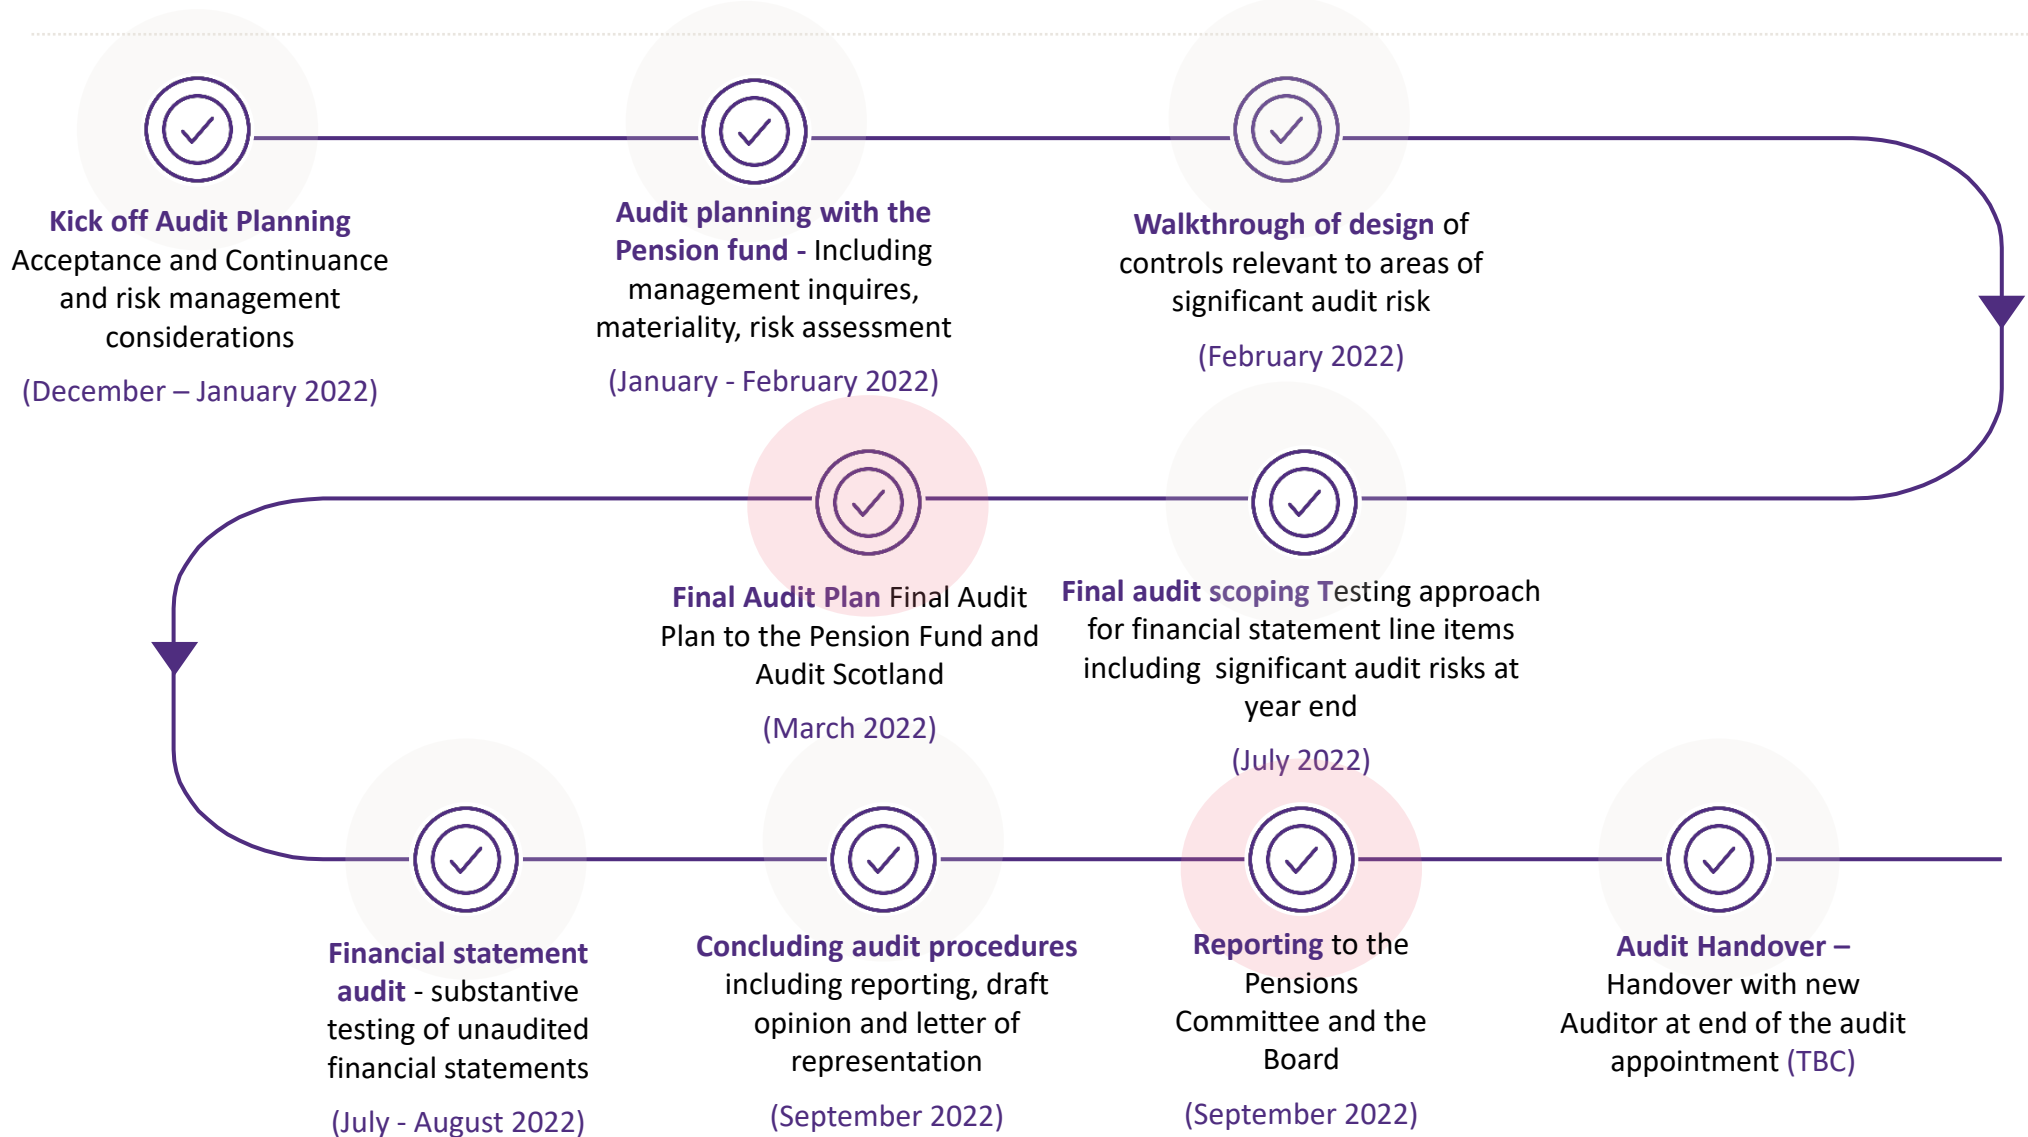 Kick off Audit Planning
Acceptance and Continuance
and risk management
considerations
(December – January 2022)
Audit planning with the
Pension fund - Including
management inquires,
materiality, risk assessment
(January - February 2022)
Walkthrough of design of
controls relevant to areas of
significant audit risk
(February 2022)
Final Audit Plan Final Audit
Plan to the Pension Fund and
Audit Scotland
(March 2022)
Final audit scoping Testing approach
for financial statement line items
including significant audit risks at
year end
(July 2022)
Financial statement
audit - substantive
testing of unaudited
financial statements
(July - August 2022)
Concluding audit procedures
including reporting, draft
opinion and letter of
representation
(September 2022)
Reporting to the
Pensions
Committee and the
Board
(September 2022)
Audit Handover –
Handover with new
Auditor at end of the audit
appointment (TBC)